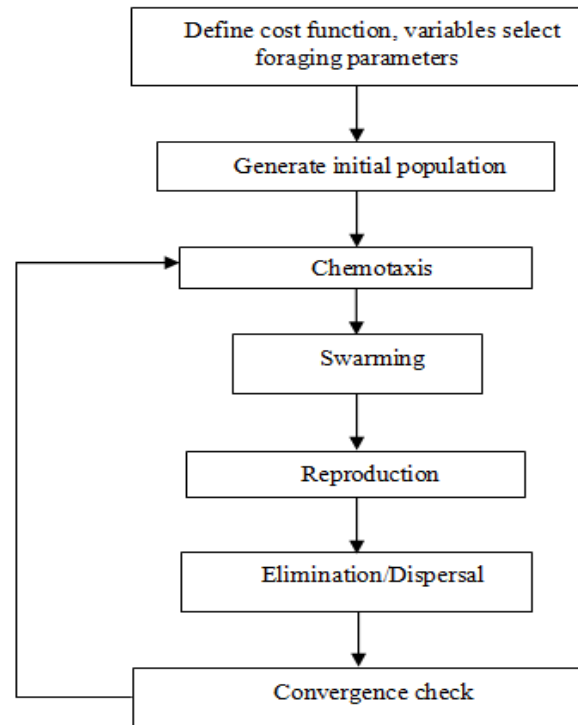 Define cost function, variables select
foraging parameters
Generate initial population
Chemotaxis
Swarming
Reproduction
Elimination/Dispersal
Convergence check